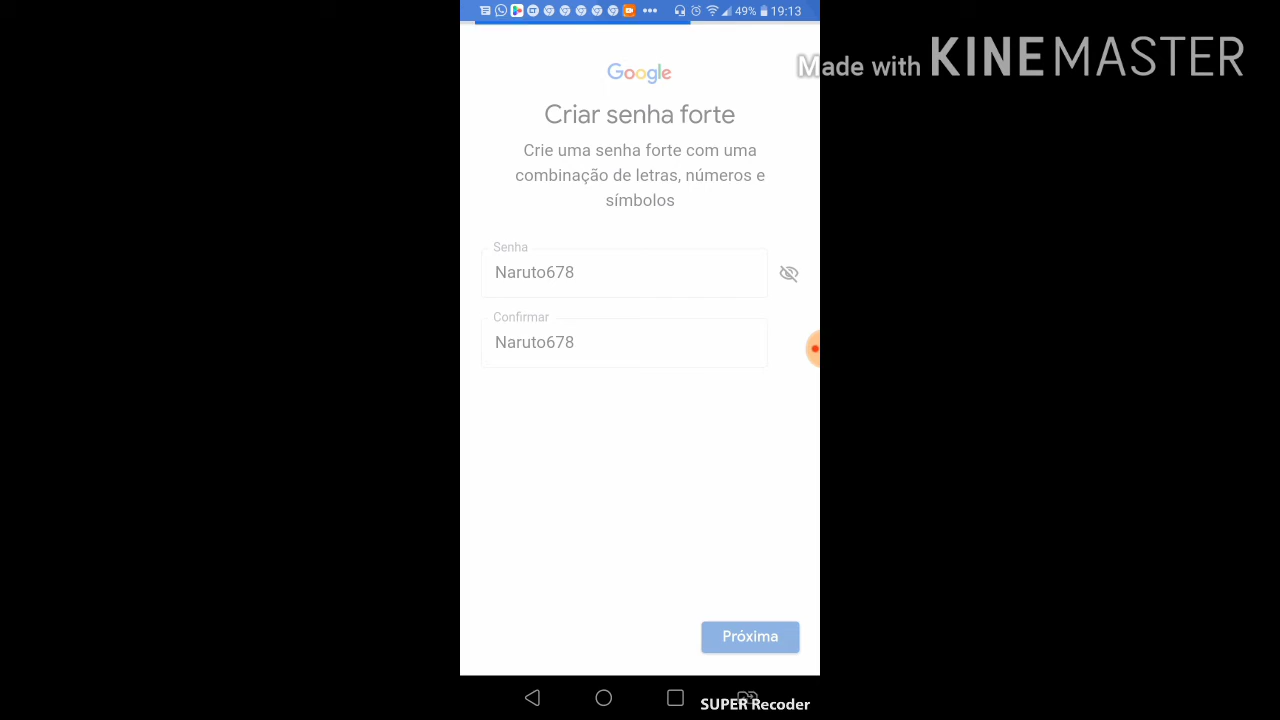 49% 19:13
Made with KINEMASTER
Google
Criar senha forte
Crie uma senha forte com uma
combinação de letras, números e
símbolos
Senha
Naruto678
Confirmar
Naruto678
Próxima
SUPER Recoder